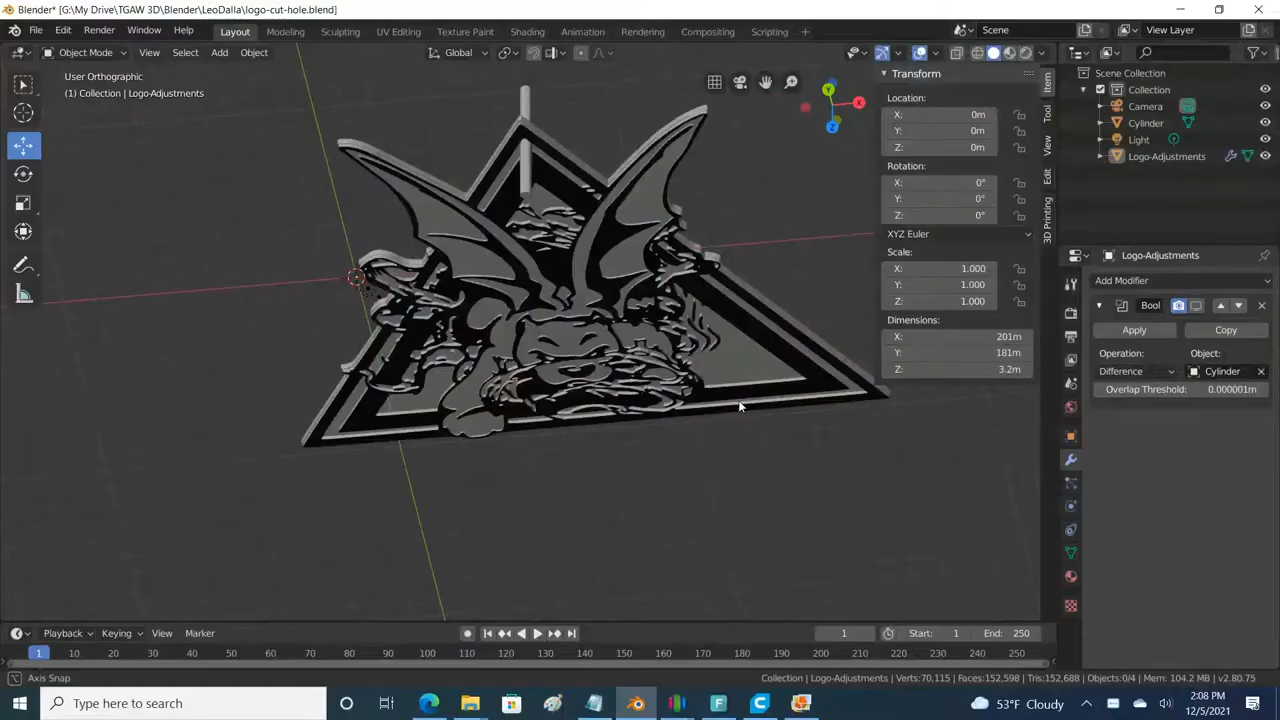 Blender* [G:\My Drive\TGAW 3D\Blender\LeoDalla\logo-cut-hole.blend]
File Edit Render Window Help Layout Modeling Sculpting UV Editing Texture Paint Shading Animation Rendering Compositing Scripting + Scene View Layer
Object Mode View Select Add Object Global
User Orthographic
(1) Collection | Logo-Adjustments
Y
X
Z
Transform
Location:
X: 0m
Y: 0m
Z: 0m
Rotation:
X: 0°
Y: 0°
Z: 0°
XYZ Euler
Scale:
X: 1.000
Y: 1.000
Z: 1.000
Dimensions:
X: 201m
Y: 181m
Z: 3.2m
Item
Tool
View
Edit
3D Printing
Scene Collection
Collection
Camera
Cylinder
Light
Logo-Adjustments
Logo-Adjustments
Add Modifier
Bool
Apply Copy
Operation: Object:
Difference Cylinder
Overlap Threshold: 0.000001m
Playback Keying View Marker 1 Start: 1 End: 250
1 10 20 30 40 50 60 70 80 90 100 110 120 130 140 150 160 170 180 190 200 210 220 230 240 250
Axis Snap Collection | Logo-Adjustments | Verts:70,115 | Faces:152,598 | Tris:152,688 | Objects:0/4 | Mem: 104.2 MB | v2.80.75
Type here to search
53°F Cloudy
2:08 PM
12/5/2021